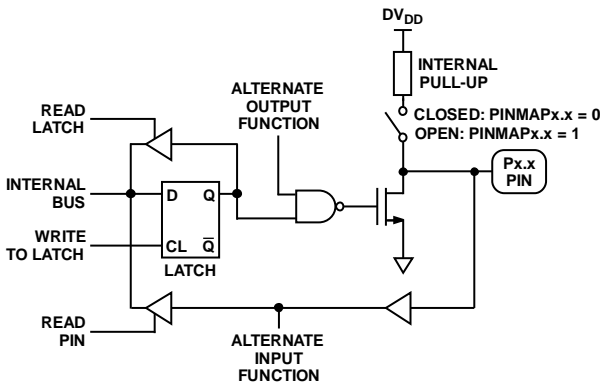 DVDD
INTERNAL
PULL-UP
CLOSED: PINMAPx.x = 0
OPEN: PINMAPx.x = 1
ALTERNATE
OUTPUT
FUNCTION
READ
LATCH
INTERNAL
BUS
WRITE
TO LATCH
D Q
CL Q̅
LATCH
Px.x
PIN
READ
PIN
ALTERNATE
INPUT
FUNCTION